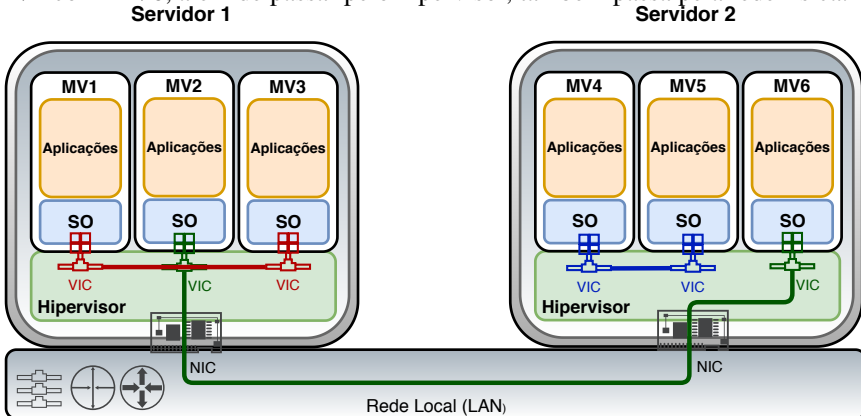 Servidor 1
Servidor 2
MV1
MV2
MV3
MV4
MV5
MV6
Aplicações
Aplicações
Aplicações
Aplicações
Aplicações
Aplicações
SO
SO
SO
SO
SO
SO
VIC
VIC
VIC
VIC
VIC
VIC
Hipervisor
Hipervisor
NIC
NIC
Rede Local (LAN)